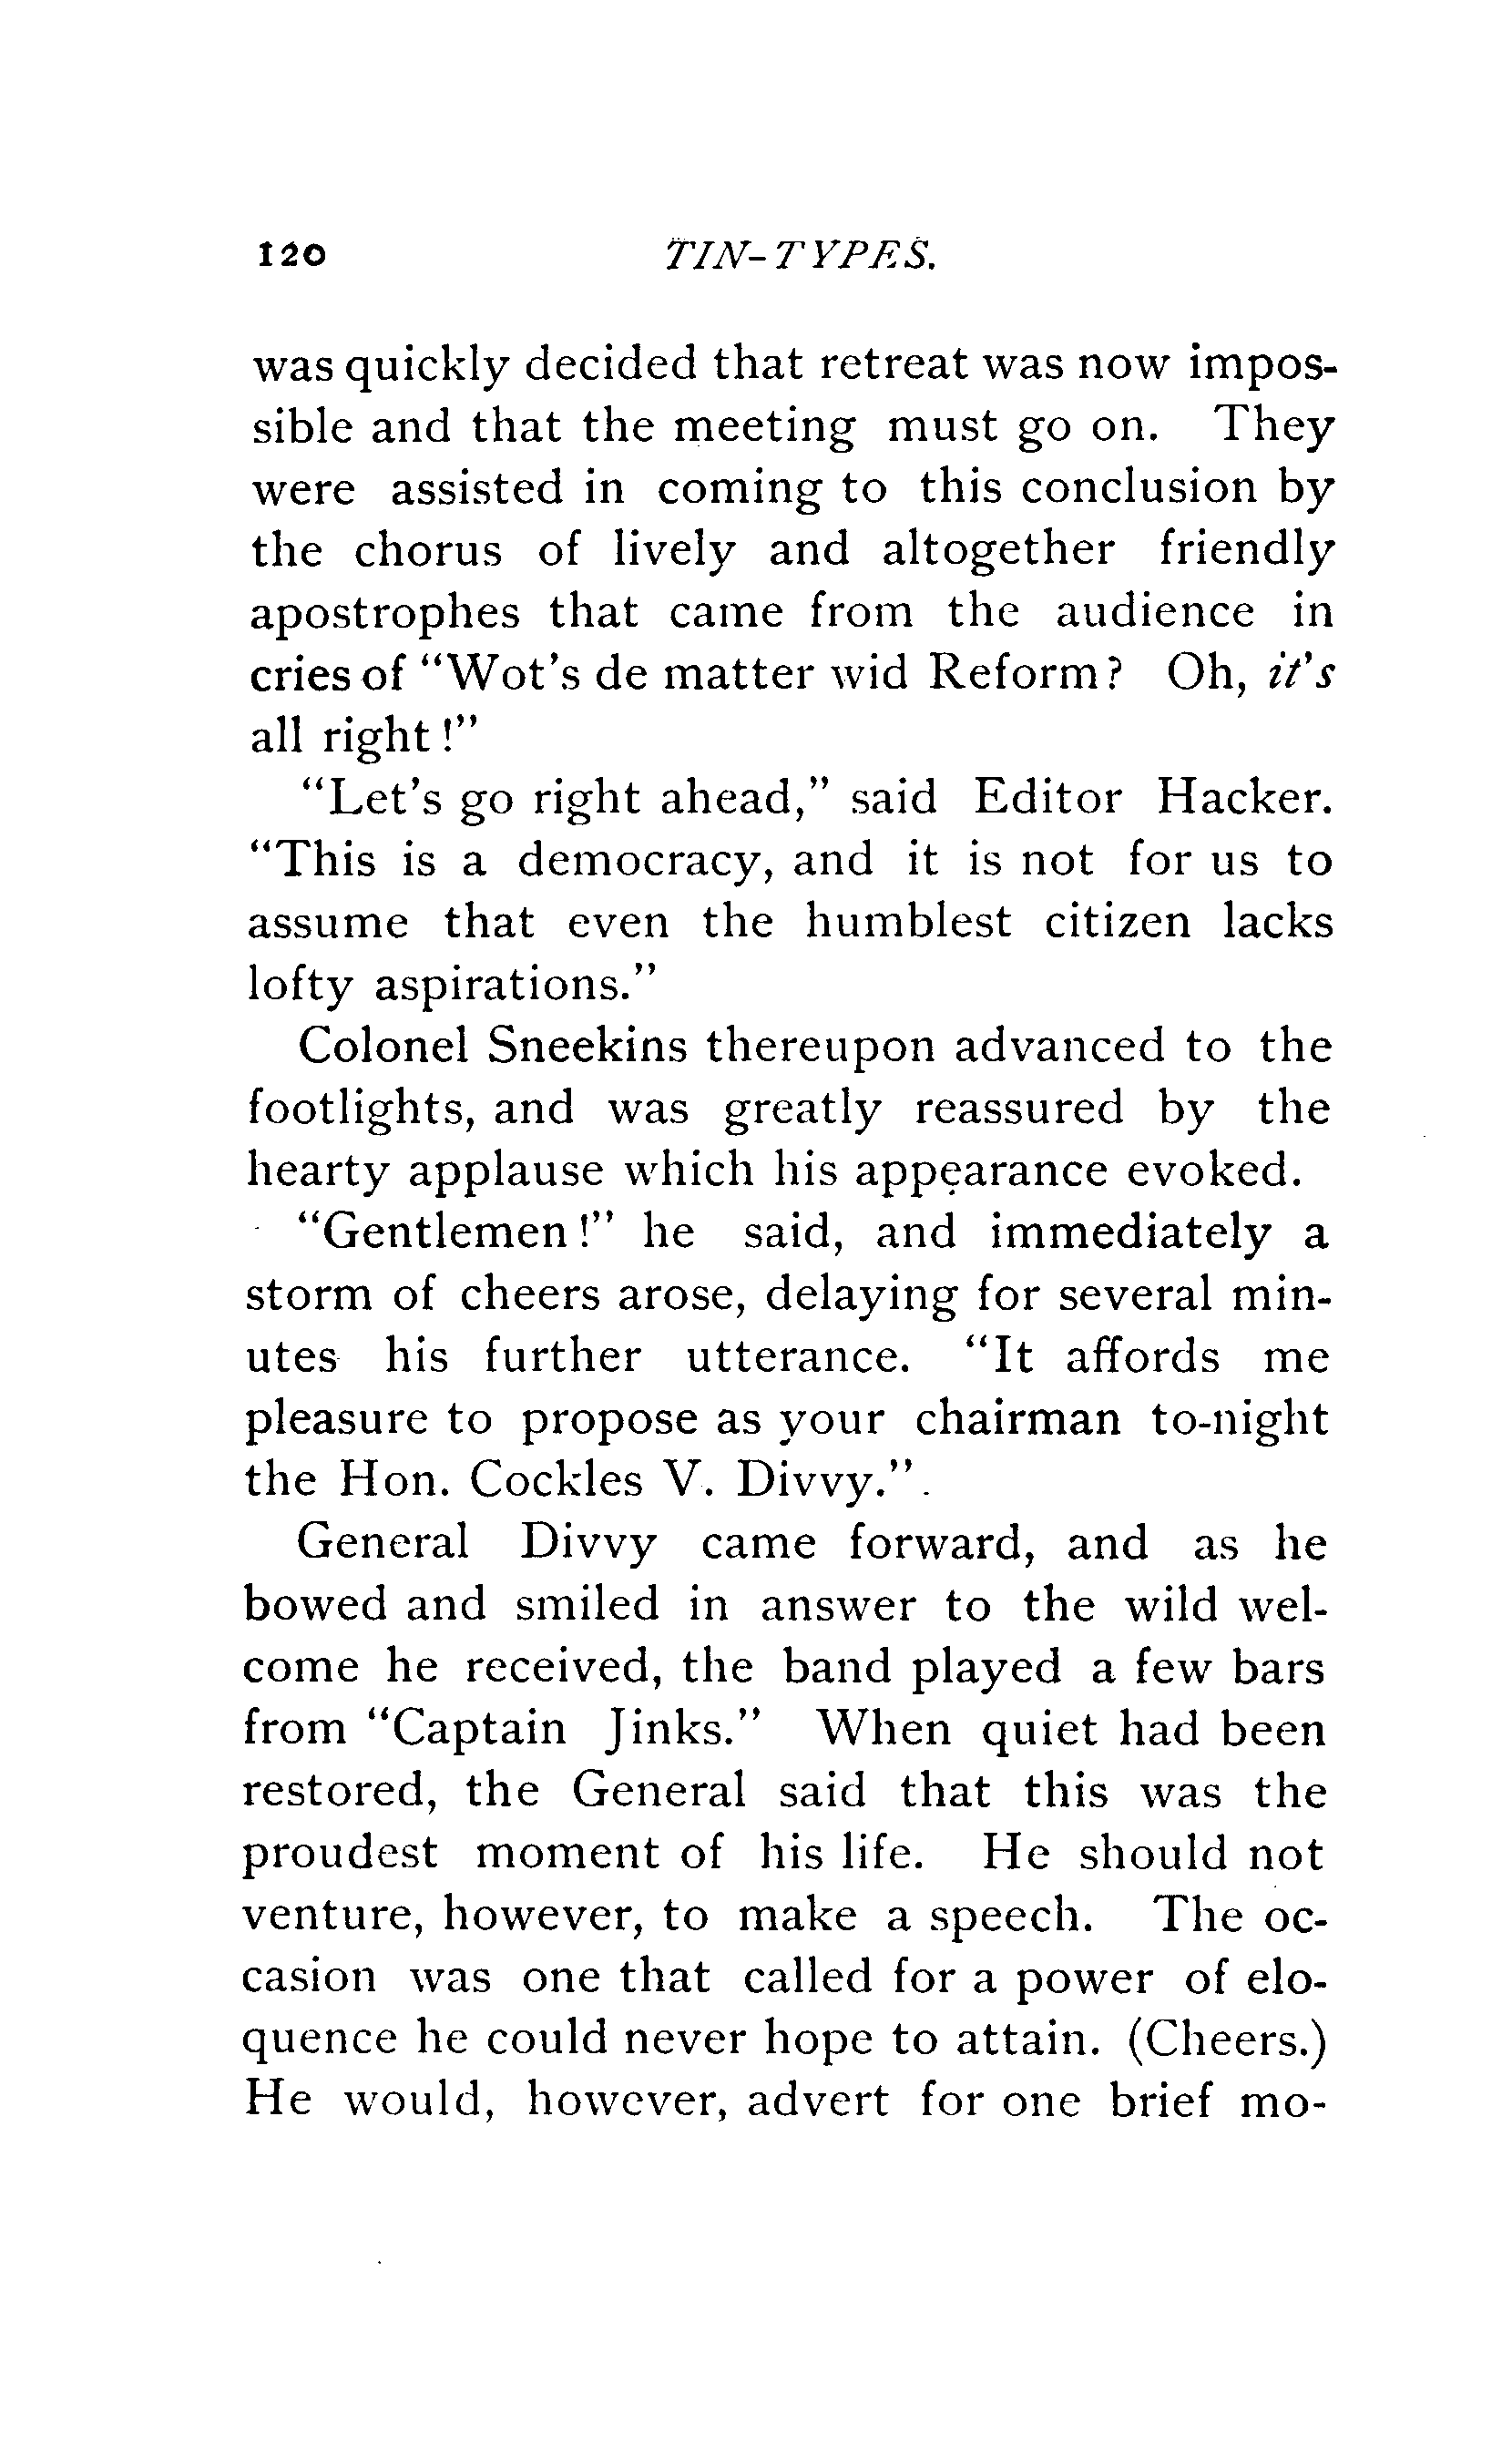 120 TIN-TYPES.
was quickly decided that retreat was now impos-
sible and that the meeting must go on. They
were assisted in coming to this conclusion by
the chorus of lively and altogether friendly
apostrophes that came from the audience in
cries of "Wot's de matter wid Reform? Oh, it's
all right!"
"Let's go right ahead," said Editor Hacker.
"This is a democracy, and it is not for us to
assume that even the humblest citizen lacks
lofty aspirations."
Colonel Sneekins thereupon advanced to the
footlights, and was greatly reassured by the
hearty applause which his appearance evoked.
"Gentlemen!" he said, and immediately a
storm of cheers arose, delaying for several min-
utes his further utterance. "It affords me
pleasure to propose as your chairman to-night
the Hon. Cockles V. Divvy."
General Divvy came forward, and as he
bowed and smiled in answer to the wild wel-
come he received, the band played a few bars
from "Captain Jinks." When quiet had been
restored, the General said that this was the
proudest moment of his life. He should not
venture, however, to make a speech. The oc-
casion was one that called for a power of elo-
quence he could never hope to attain. (Cheers.)
He would, however, advert for one brief mo-